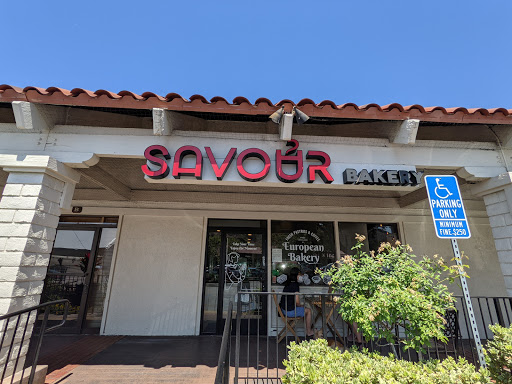 SAVOUR BAKERY
PARKING
ONLY
MINIMUM
FINE $250
European
Bakery